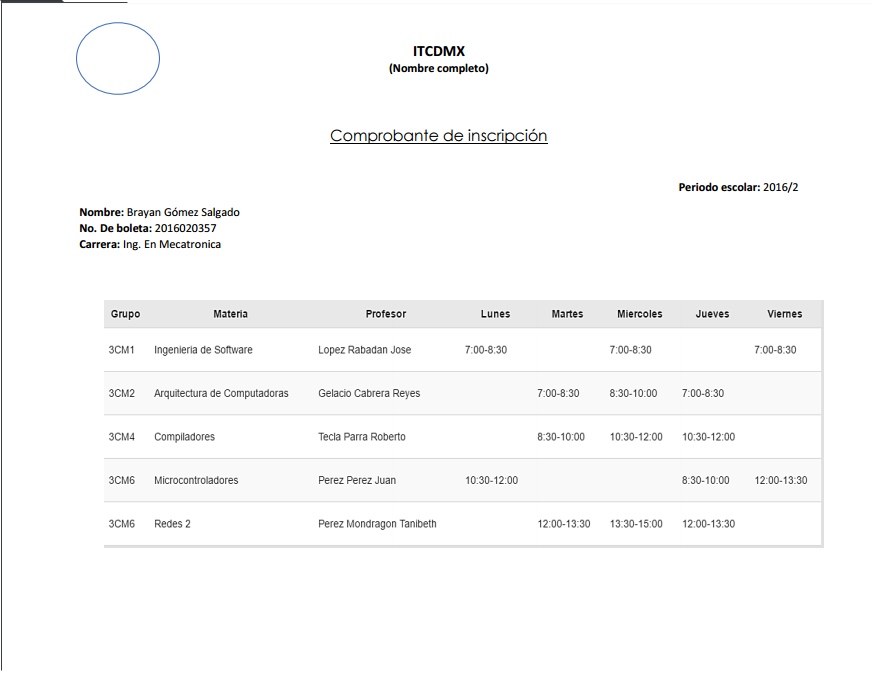 ITCDMX
(Nombre completo)
Comprobante de inscripción
Periodo escolar: 2016/2
Nombre: Brayan Gómez Salgado
No. De boleta: 2016020357
Carrera: Ing. En Mecatronica
Grupo Materia Profesor Lunes Martes Miercoles Jueves Viernes
3CM1 Ingenieria de Software Lopez Rabadan Jose 7:00-8:30 7:00-8:30 7:00-8:30
3CM2 Arquitectura de Computadoras Gelacio Cabrera Reyes 7:00-8:30 8:30-10:00 7:00-8:30
3CM4 Compiladores Tecla Parra Roberto 8:30-10:00 10:30-12:00 10:30-12:00
3CM6 Microcontroladores Perez Perez Juan 10:30-12:00 8:30-10:00 12:00-13:30
3CM6 Redes 2 Perez Mondragon Tanibeth 12:00-13:30 13:30-15:00 12:00-13:30